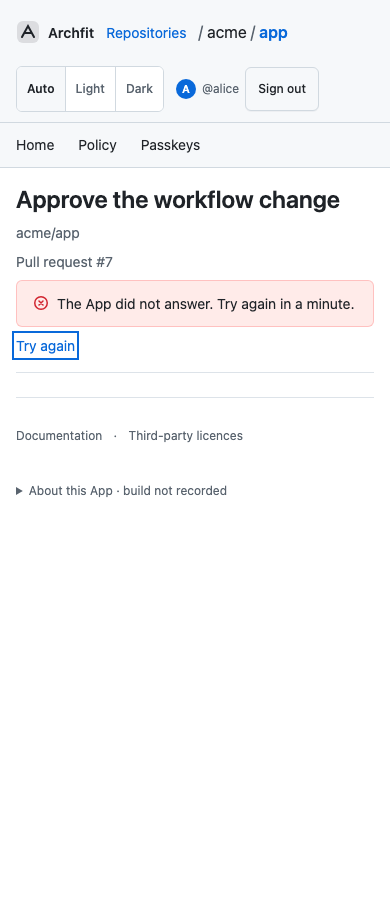 Archfit Repositories / acme / app
Auto Light Dark A @alice Sign out
Home Policy Passkeys
Approve the workflow change
acme/app
Pull request #7
The App did not answer. Try again in a minute.
Try again
Documentation · Third-party licences
About this App · build not recorded